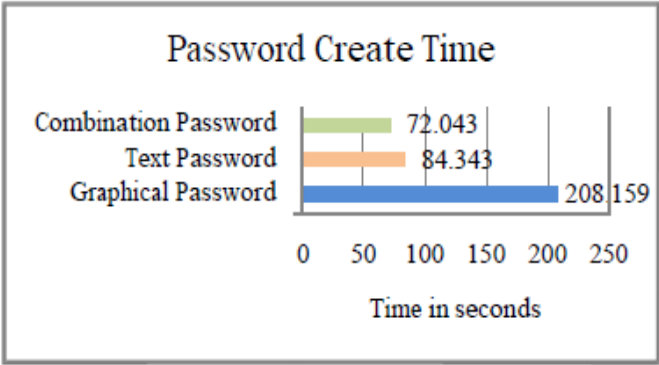 Password Create Time
Combination Password 72.043
Text Password 84.343
Graphical Password 208.159
0 50 100 150 200 250
Time in seconds